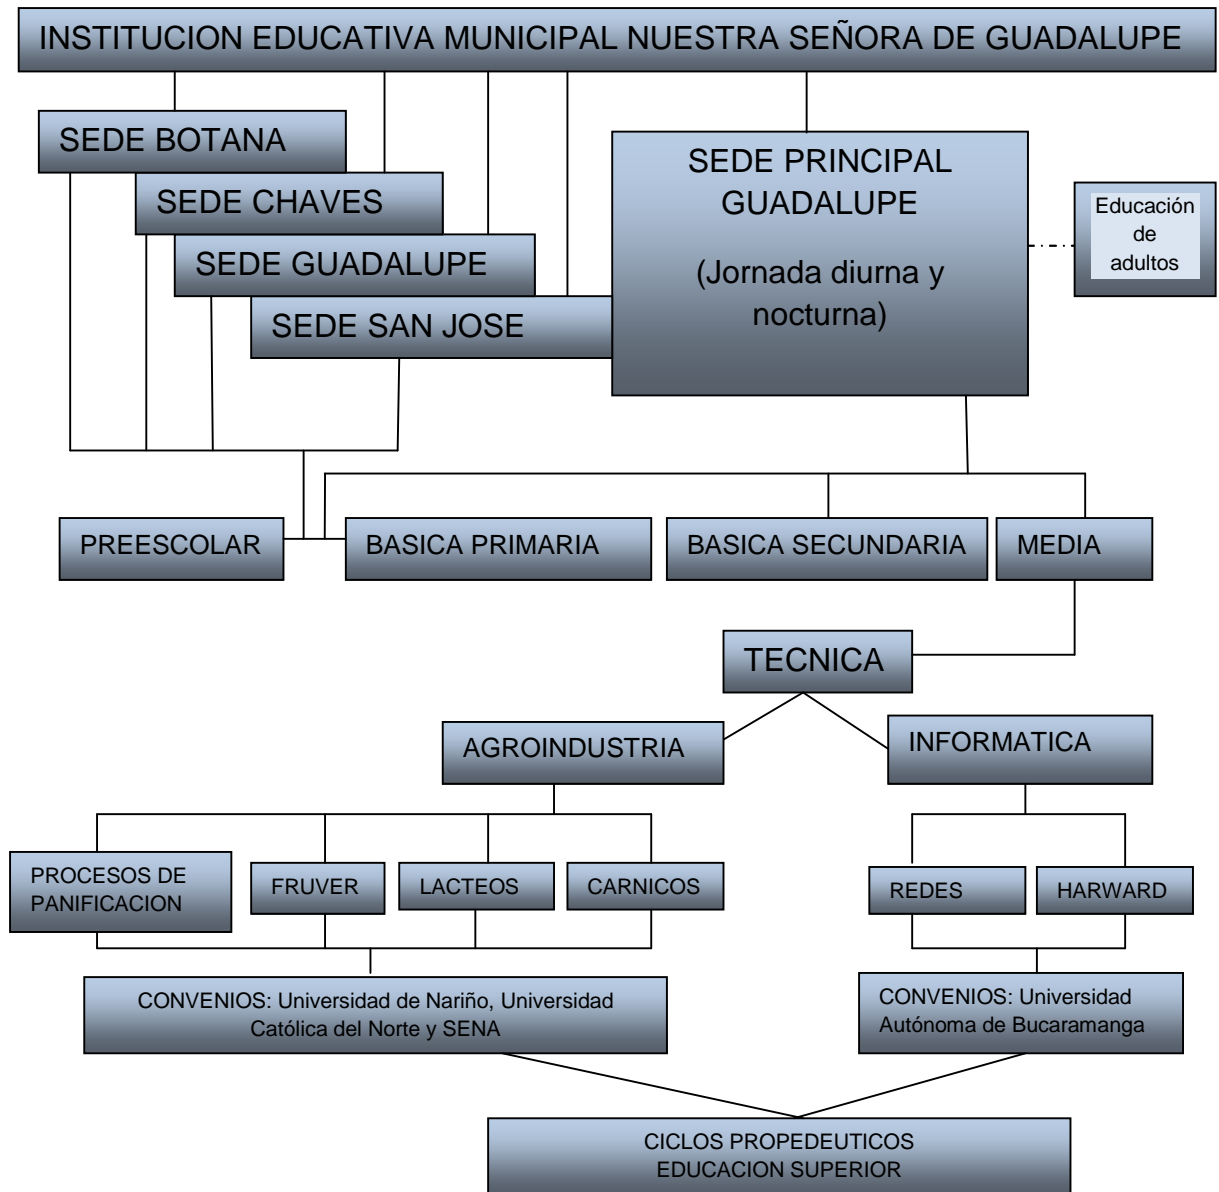 INSTITUCION EDUCATIVA MUNICIPAL NUESTRA SEÑORA DE GUADALUPE
SEDE BOTANA
SEDE CHAVES
SEDE GUADALUPE
SEDE SAN JOSE
SEDE PRINCIPAL
GUADALUPE
(Jornada diurna y
nocturna)
Educación
de
adultos
PREESCOLAR
BASICA PRIMARIA
BASICA SECUNDARIA
MEDIA
TECNICA
AGROINDUSTRIA
INFORMATICA
PROCESOS DE
PANIFICACION
FRUVER
LACTEOS
CARNICOS
REDES
HARWARD
CONVENIOS: Universidad de Nariño, Universidad
Católica del Norte y SENA
CONVENIOS: Universidad
Autónoma de Bucaramanga
CICLOS PROPEDEUTICOS
EDUCACION SUPERIOR